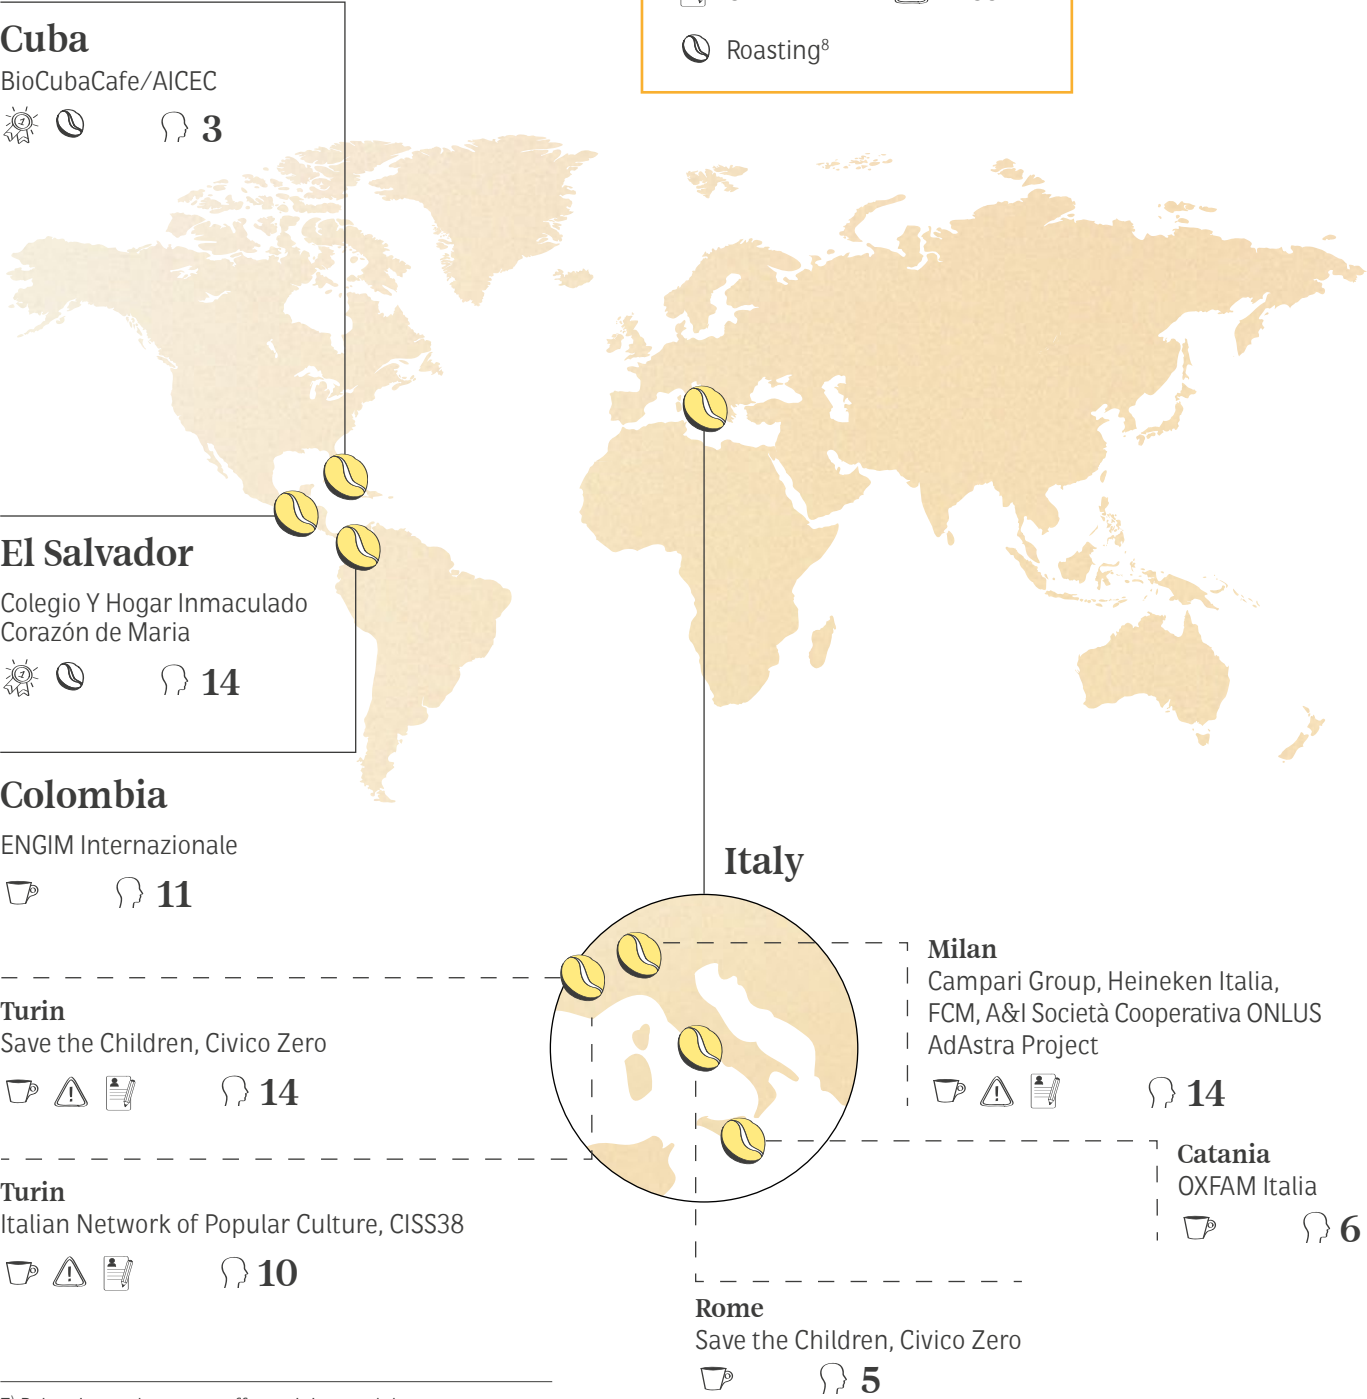 Roasting8
Cuba
BioCubaCafe/AICEC
3
El Salvador
Colegio Y Hogar Inmaculado
Corazón de Maria
14
Colombia
ENGIM Internazionale
11
Italy
Milan
Campari Group, Heineken Italia,
FCM, A&I Società Cooperativa ONLUS
AdAstra Project
14
Turin
Save the Children, Civico Zero
14
Catania
OXFAM Italia
6
Turin
Italian Network of Popular Culture, CISS38
10
Rome
Save the Children, Civico Zero
5